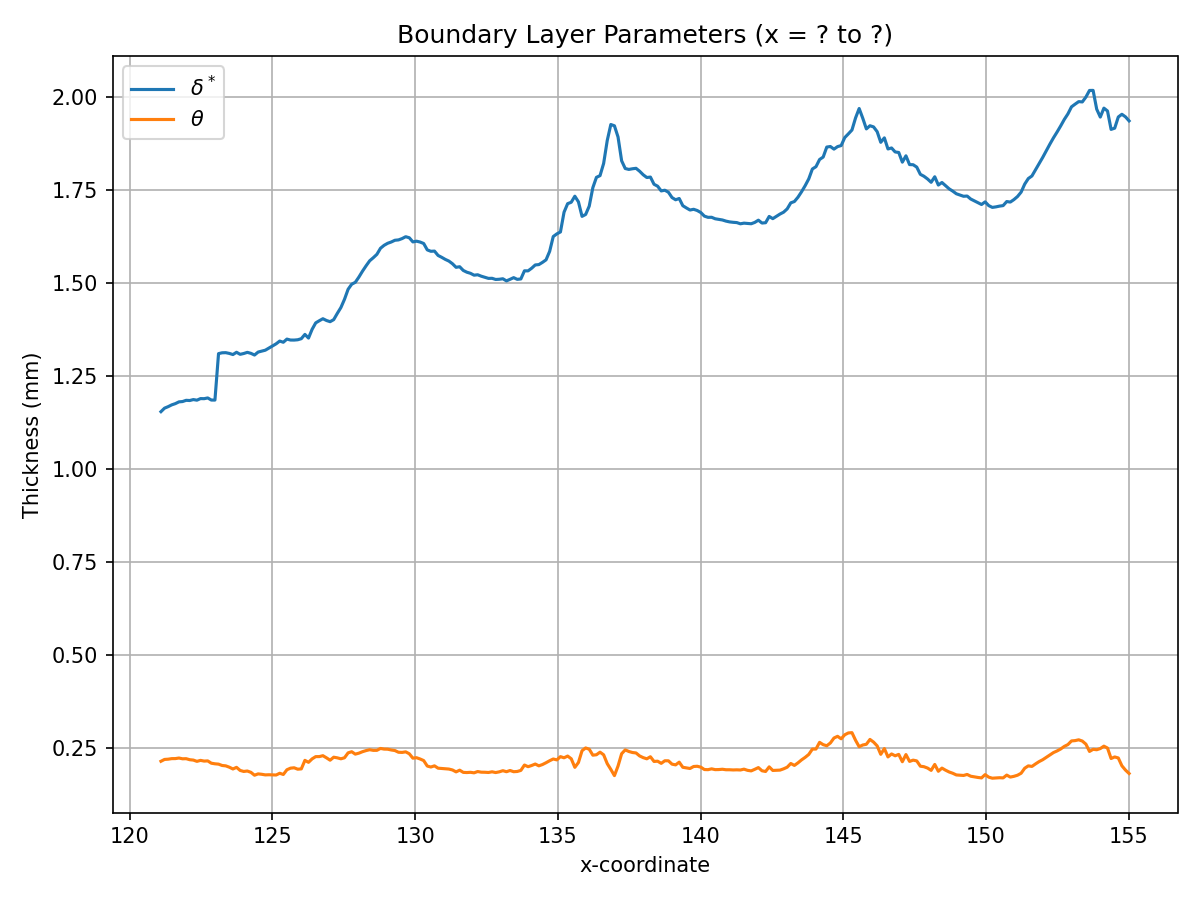 Boundary Layer Parameters (x = ? to ?)
δ*
θ
2.00
1.75
1.50
1.25
1.00
0.75
0.50
0.25
Thickness (mm)
120 125 130 135 140 145 150 155
x-coordinate